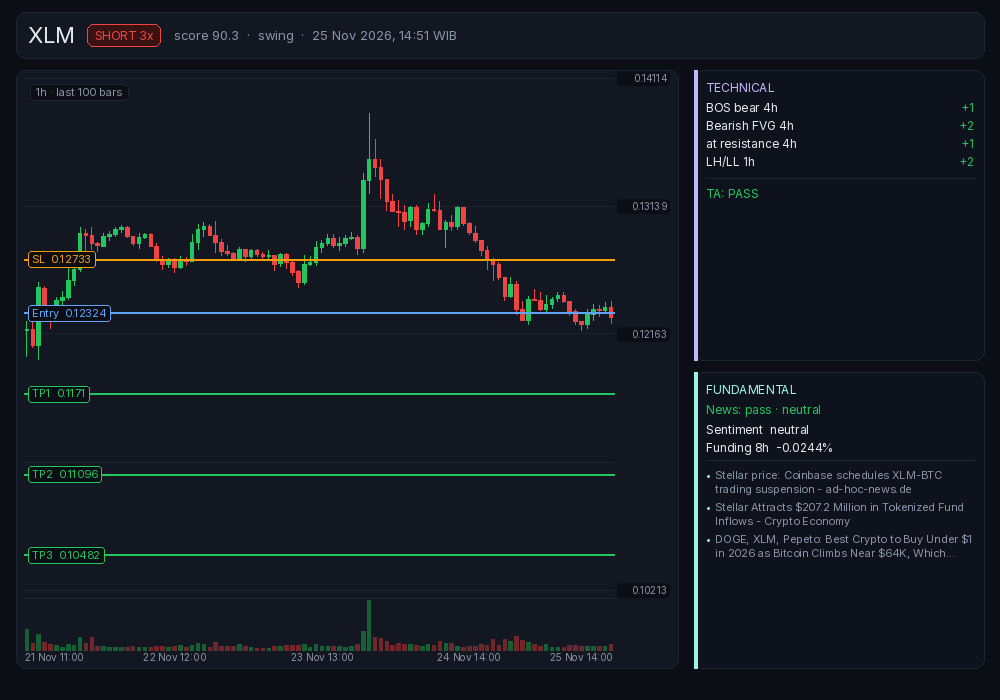 XLM SHORT 3x score 90.3 · swing · 25 Nov 2026, 14:51 WIB
1h · last 100 bars
0.14114
0.13139
SL 0.12733
Entry 0.12324
0.12163
TP1 0.1171
TP2 0.11096
TP3 0.10482
0.10213
21 Nov 11:00 22 Nov 12:00 23 Nov 13:00 24 Nov 14:00 25 Nov 14:00
TECHNICAL
BOS bear 4h +1
Bearish FVG 4h +2
at resistance 4h +1
LH/LL 1h +2
TA: PASS
FUNDAMENTAL
News: pass · neutral
Sentiment neutral
Funding 8h -0.0244%
• Stellar price: Coinbase schedules XLM-BTC
trading suspension - ad-hoc-news.de
• Stellar Attracts $207.2 Million in Tokenized Fund
Inflows - Crypto Economy
• DOGE, XLM, Pepeto: Best Crypto to Buy Under $1
in 2026 as Bitcoin Climbs Near $64K, Which...